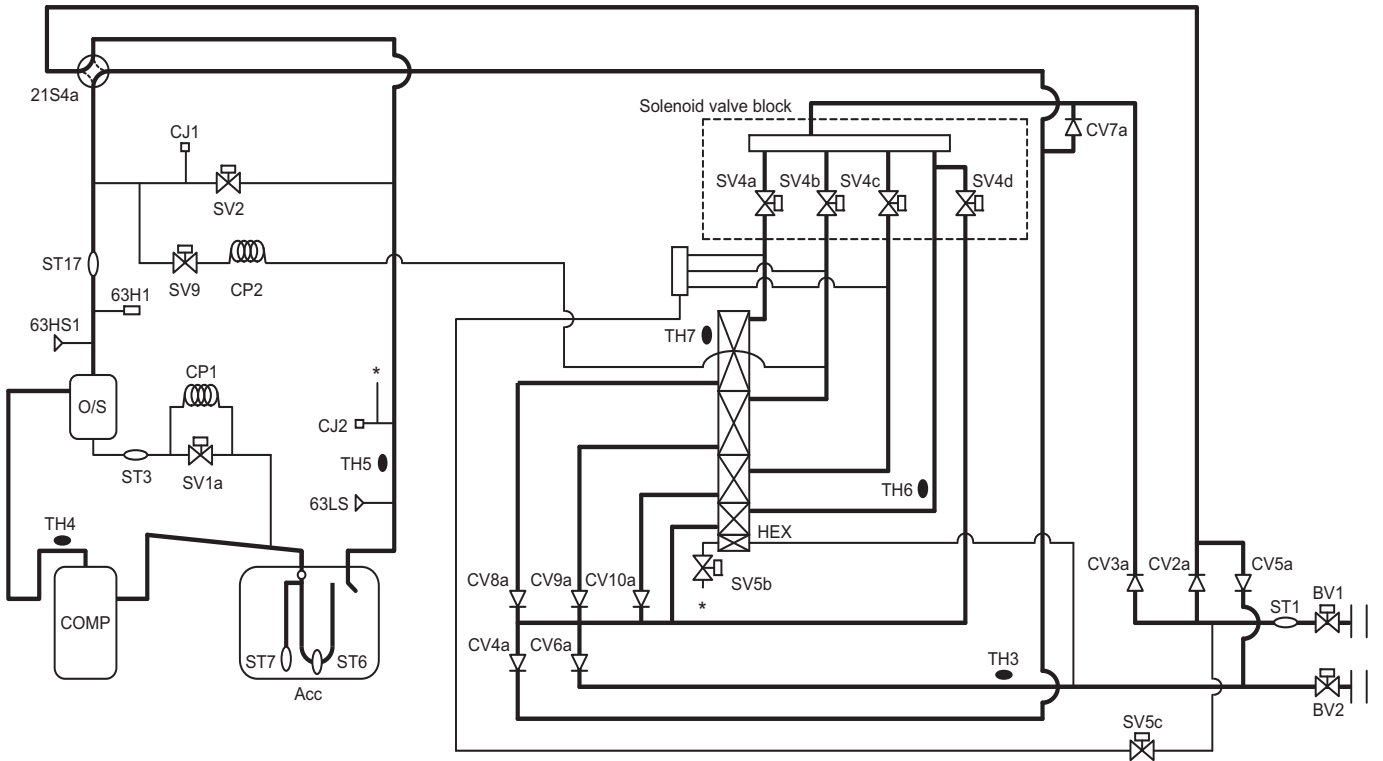 21S4a
Solenoid valve block
CV7a
CJ1
SV4a
SV4b
SV4c
SV4d
SV2
ST17
SV9
CP2
63H1
63HS1
TH7
CP1
*
O/S
CJ2
ST3
SV1a
TH5
TH6
63LS
TH4
HEX
CV3a
CV2a
CV5a
CV8a
CV9a
CV10a
SV5b
BV1
ST1
*
COMP
CV4a
CV6a
ST7
ST6
TH3
Acc
BV2
SV5c